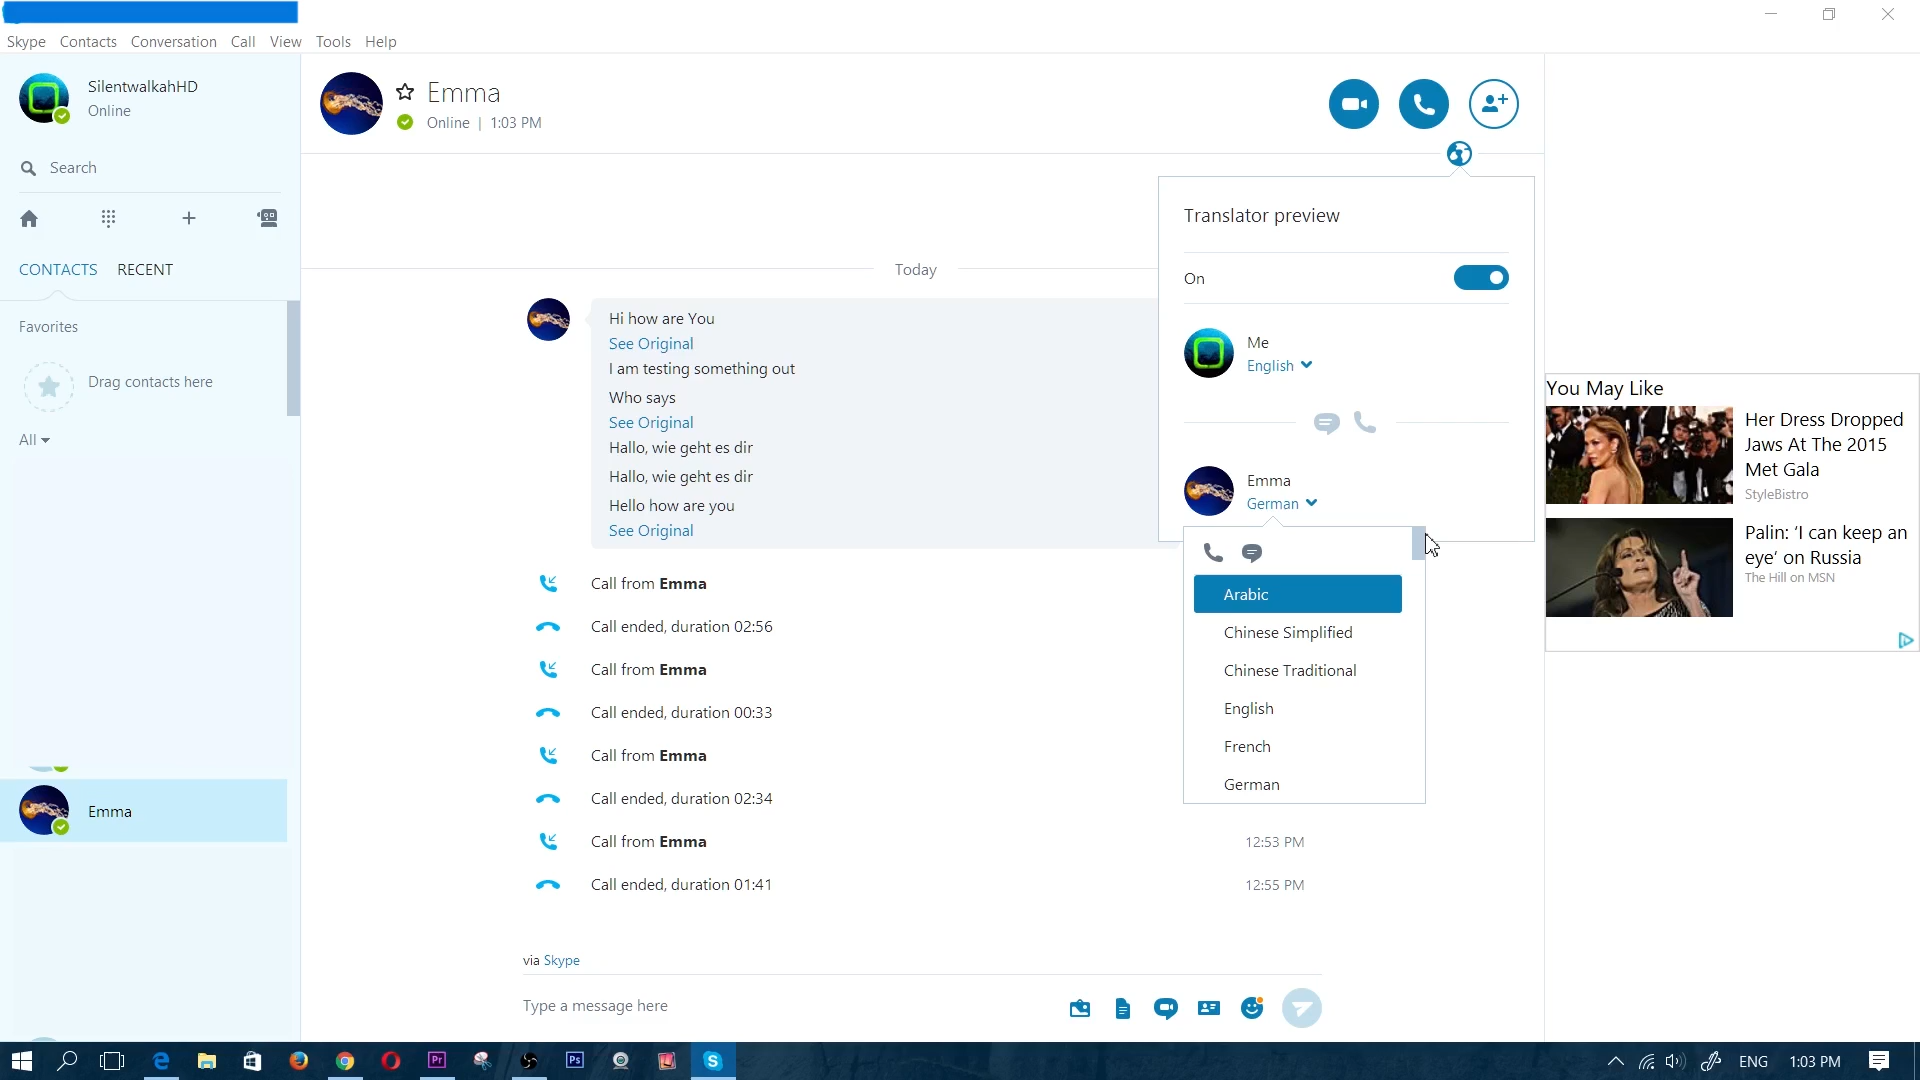 Skype Contacts Conversation Call View Tools Help
SilentwalkahHD
Online
Search
CONTACTS RECENT
Favorites
Drag contacts here
All
Emma
Emma
Online | 1:03 PM
Today
Hi how are You
See Original
I am testing something out
Who says
See Original
Hallo, wie geht es dir
Hallo, wie geht es dir
Hello how are you
See Original
Call from Emma
Call ended, duration 02:56
Call from Emma
Call ended, duration 00:33
Call from Emma
Call ended, duration 02:34
Call from Emma 12:53 PM
Call ended, duration 01:41 12:55 PM
via Skype
Type a message here
Translator preview
On
Me
English
Emma
German
Arabic
Chinese Simplified
Chinese Traditional
English
French
German
You May Like
Her Dress Dropped
Jaws At The 2015
Met Gala
StyleBistro
Palin: ‘I can keep an
eye’ on Russia
The Hill on MSN
Pr
Ps
ENG 1:03 PM